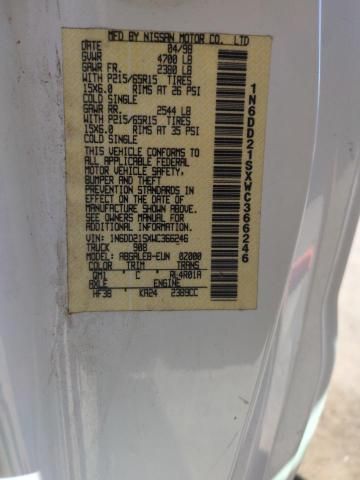 MFD BY NISSAN MOTOR CO. LTD
DATE 04/98
GVWR 4700 LB
GAWR FR. 2380 LB
WITH P215/65R15 TIRES
15X6.0 RIMS AT 26 PSI
COLD SINGLE
GAWR RR. 2544 LB
WITH P215/65R15 TIRES
15X6.0 RIMS AT 35 PSI
COLD SINGLE
THIS VEHICLE CONFORMS TO
ALL APPLICABLE FEDERAL
MOTOR VEHICLE SAFETY,
BUMPER AND THEFT
PREVENTION STANDARDS IN
EFFECT ON THE DATE OF
MANUFACTURE SHOWN ABOVE
SEE OWNERS MANUAL FOR
ADDITIONAL INFORMATION.
VIN: 1N6DD21SXWC366246
TRUCK 908
MODEL: ABSALEB-EUN 02000
COLOR TRIM TRANS
QM1 C RL4R01A
AXLE: ENGINE
HF38 KA24 2389CC
1N6DD21SXWC366246